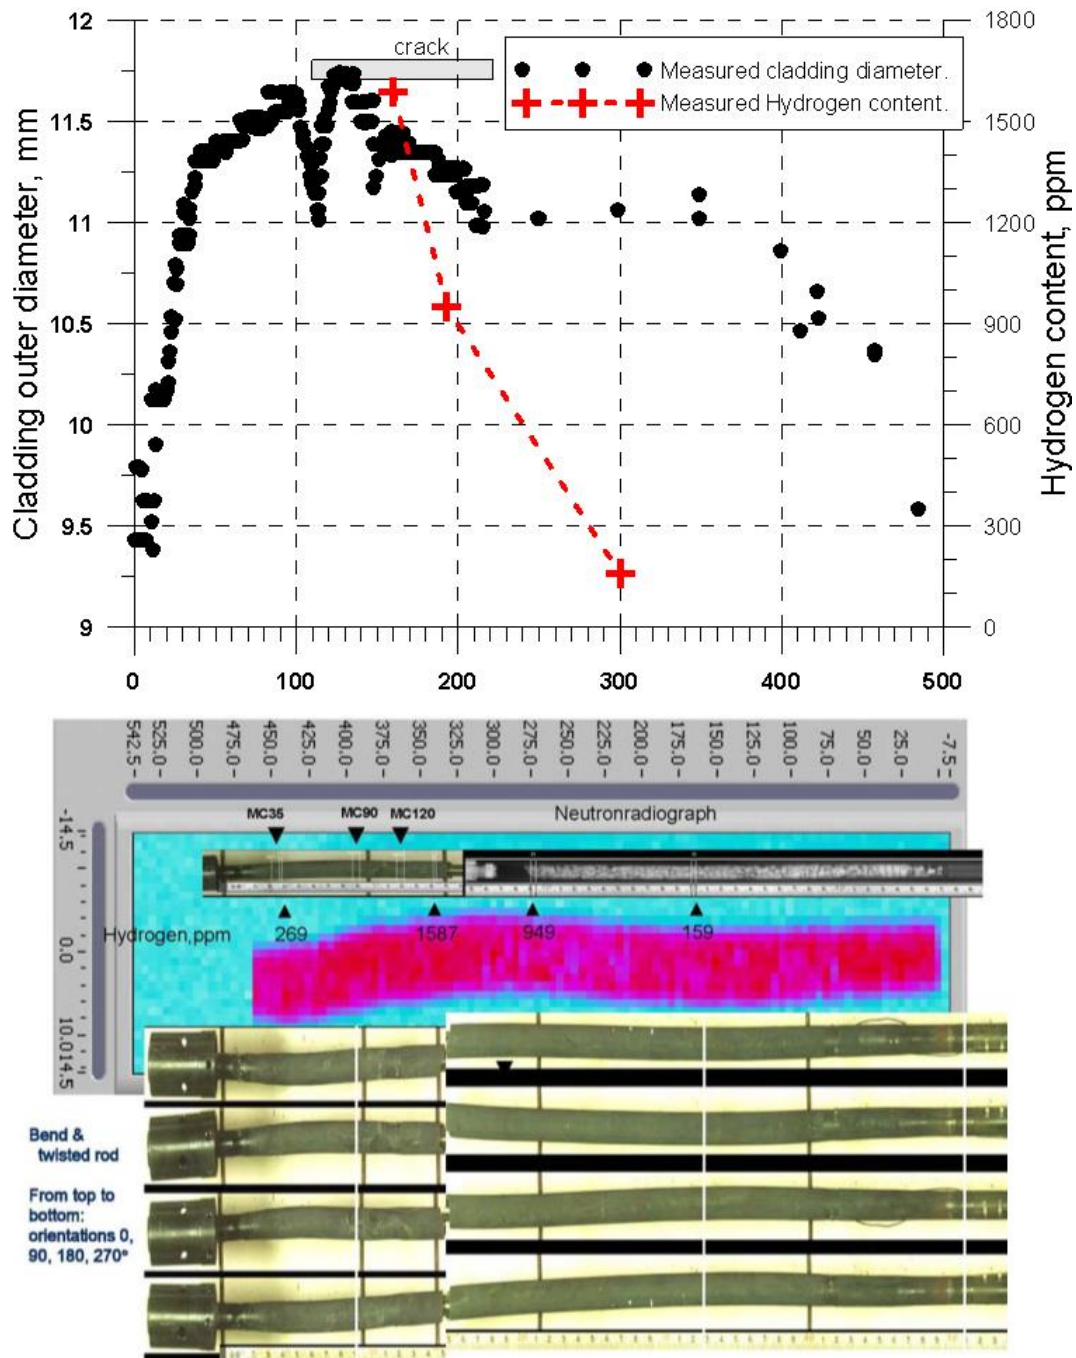 12
11.5
11
10.5
10
9.5
9
Cladding outer diameter, mm
crack
Measured cladding diameter.
Measured Hydrogen content.
1800
1500
1200
900
600
300
0
Hydrogen content, ppm
0 100 200 300 400 500
542.5- 525.0- 500.0- 475.0- 450.0- 425.0- 400.0- 375.0- 350.0- 325.0- 300.0- 275.0- 250.0- 225.0- 200.0- 175.0- 150.0- 125.0- 100.0- 75.0- 50.0- 25.0- -7.5-
-14.5
0.0
10.0
14.5
MC35 MC90 MC120 Neutronradiograph
Hydrogen,ppm 269 1587 949 159
Bend &
twisted rod
From top to
bottom:
orientations 0,
90, 180, 270°